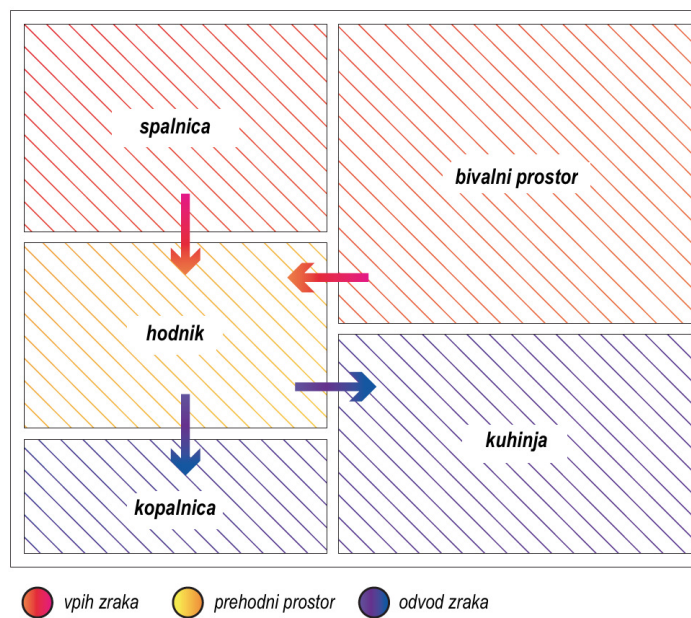 spalnica
bivalni prostor
hodnik
kuhinja
kopalnica
vpih zraka
prehodni prostor
odvod zraka